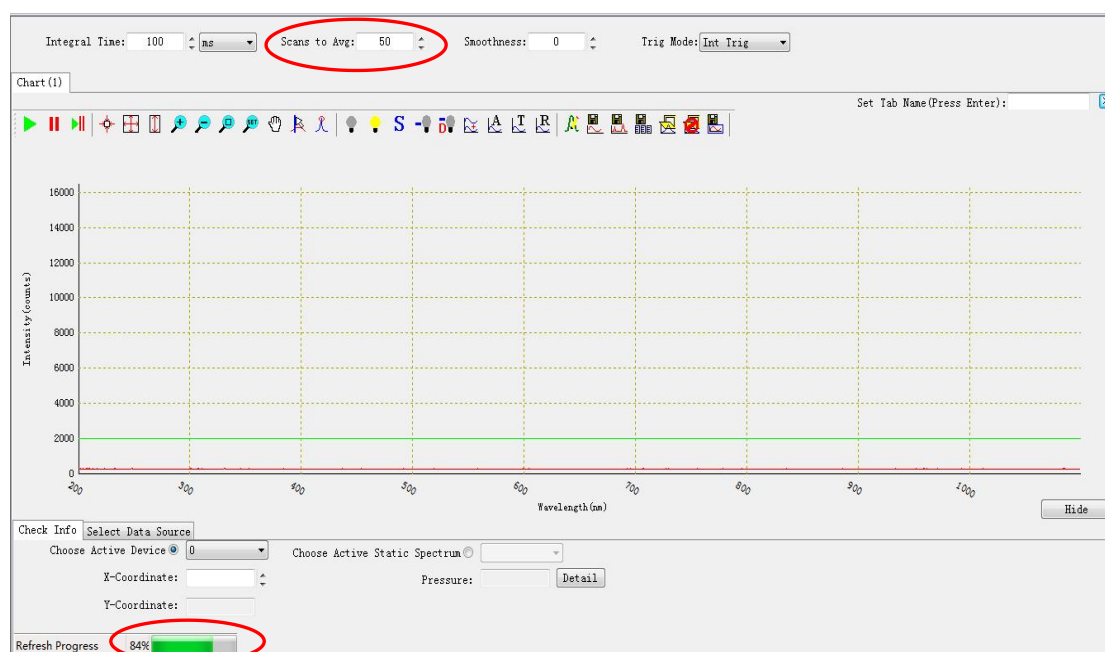 Integral Time: 100 ms Scans to Avg: 50 Smoothness: 0 Trig Mode: Int Trig
Chart(1)
Set Tab Name(Press Enter):
SET
S D A T R
16000
14000
12000
10000
8000
6000
4000
2000
0
Intensity(counts)
200 300 400 500 600 700 800 900 1000
Wavelength(nm)
Hide
Check Info Select Data Source
Choose Active Device 0 Choose Active Static Spectrum
X-Coordinate: Pressure: Detail
Y-Coordinate:
Refresh Progress 84%